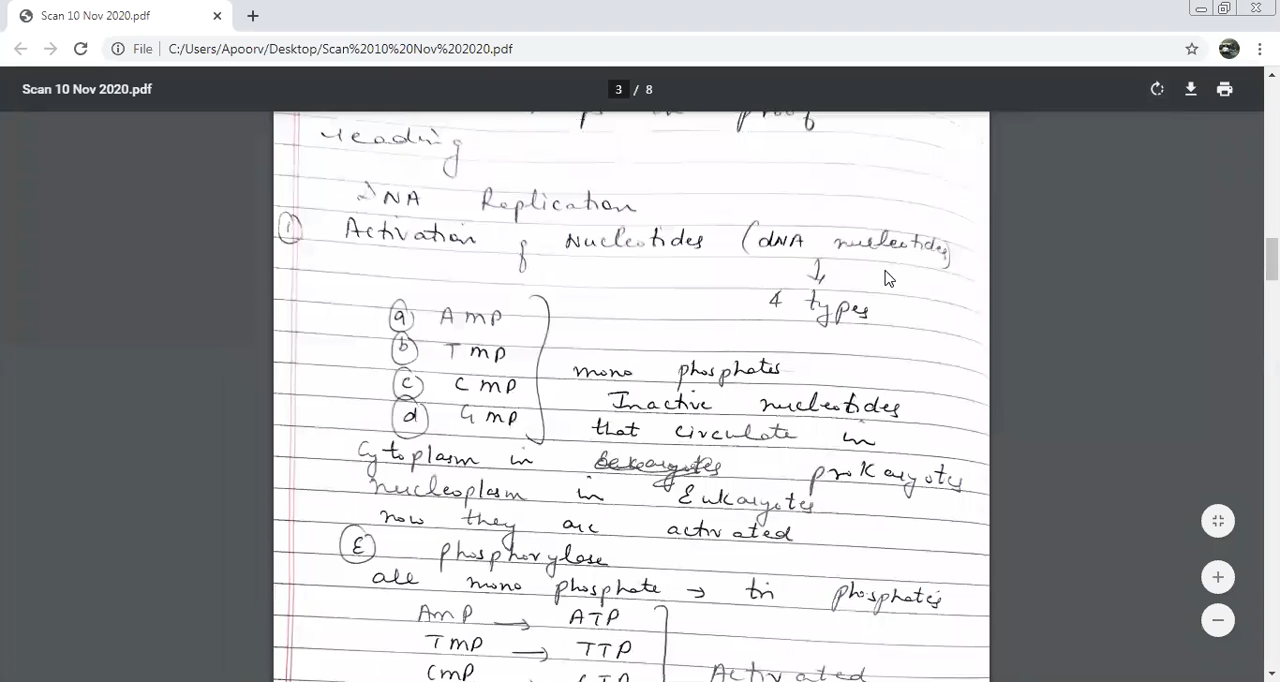 Scan 10 Nov 2020.pdf
File | C:/Users/Apoorv/Desktop/Scan%2010%20Nov%202020.pdf
Scan 10 Nov 2020.pdf
3 / 8
proof
reading
DNA Replication
① Activation of Nucleotides (dNA nucleotides)
↓
4 types
ⓐ AMP
ⓑ TMP
mono phosphates
ⓒ CMP
Inactive nucleotides
ⓓ GMP
that circulate in
Cytoplasm in prokaryotes
nucleoplasm in Eukaryotes
now they are activated
Ⓔ phosphorylase
all mono phosphate → tri phosphates
AMP → ATP
TMP → TTP
CMP
Activated